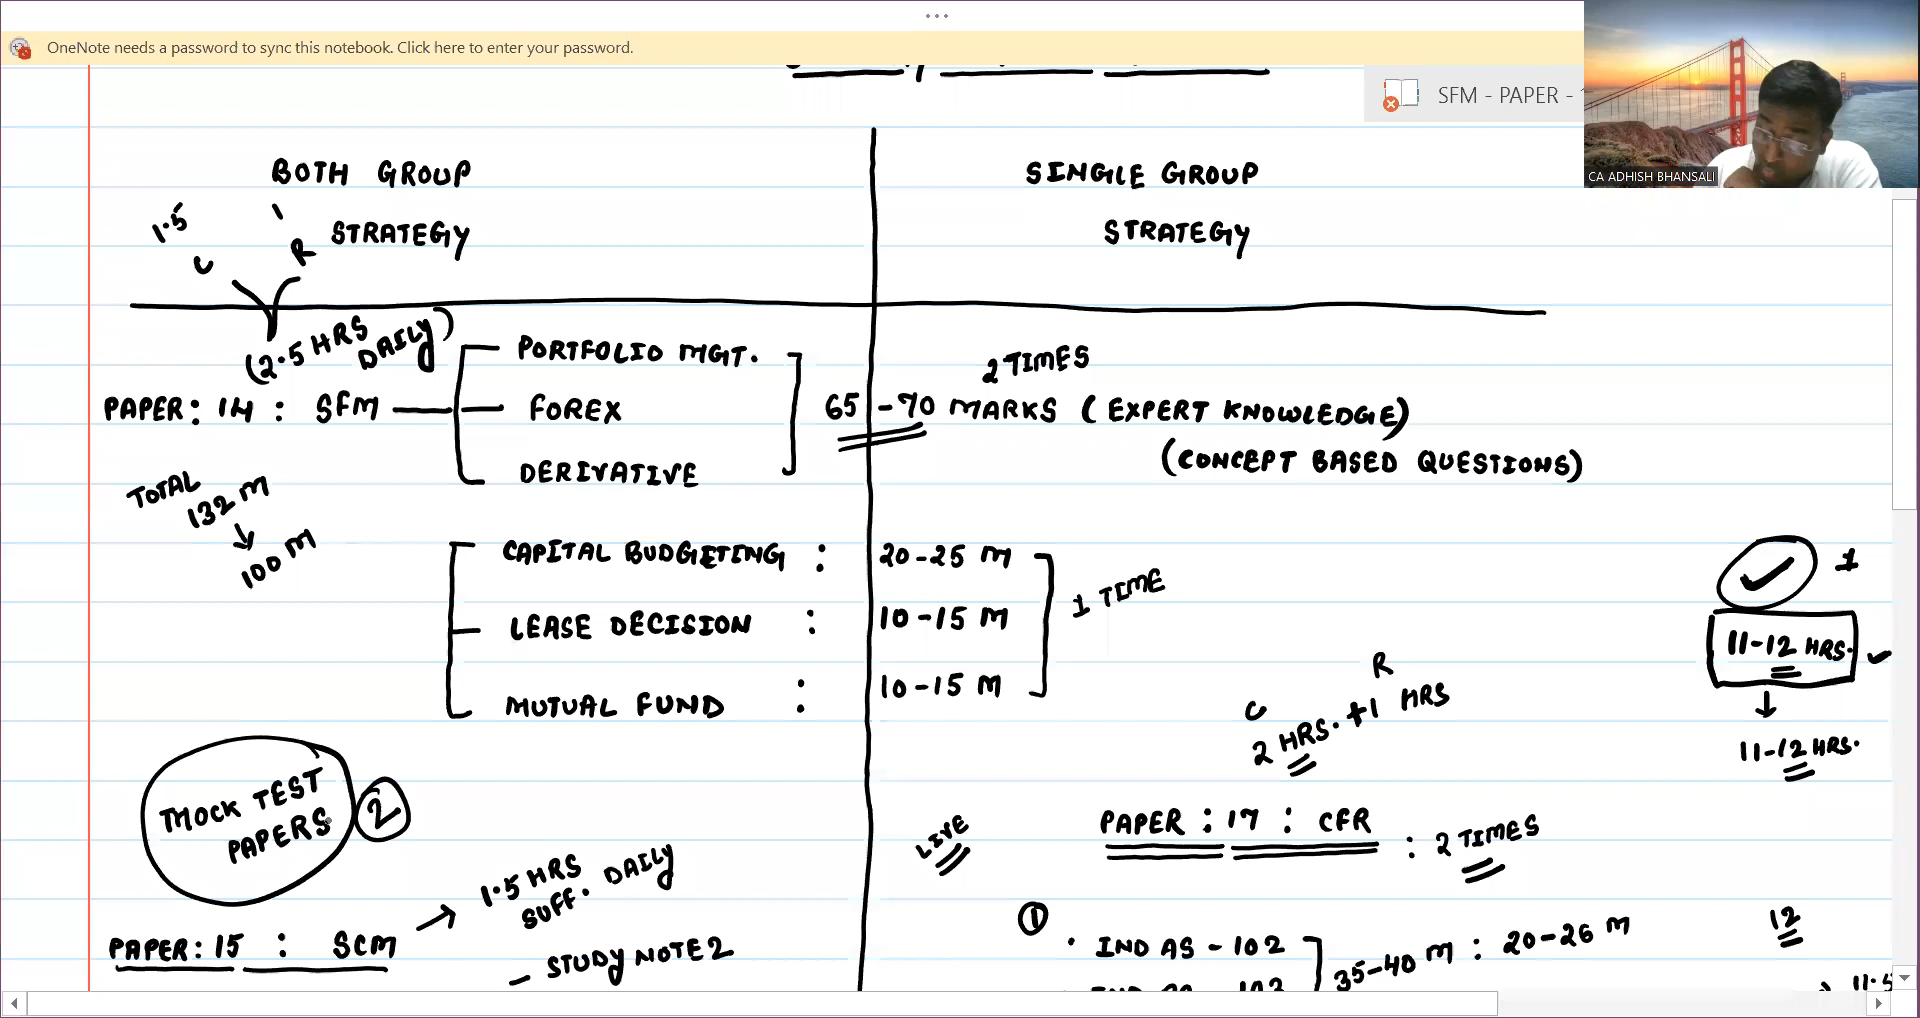 OneNote needs a password to sync this notebook. Click here to enter your password.
SFM - PAPER -
CA ADHISH BHANSALI
BOTH GROUP
STRATEGY
1.5
C
1
R
SINGLE GROUP
STRATEGY
(2.5 HRS DAILY)
PAPER: 14 : SFM
PORTFOLIO MGT.
FOREX
DERIVATIVE
2 TIMES
65-70 MARKS (EXPERT KNOWLEDGE)
(CONCEPT BASED QUESTIONS)
TOTAL
132 M
100 M
CAPITAL BUDGETING : 20-25 M
LEASE DECISION : 10-15 M
MUTUAL FUND : 10-15 M
1 TIME
1
11-12 HRS.
11-12 HRS.
C
R
2 HRS. +1 HRS
MOCK TEST
PAPERS
2
LIVE
PAPER : 17 : CFR : 2 TIMES
1.5 HRS
SUFF. DAILY
PAPER: 15 : SCM
- STUDY NOTE 2
1
. IND AS - 102
35-40 M : 20-26 M
12